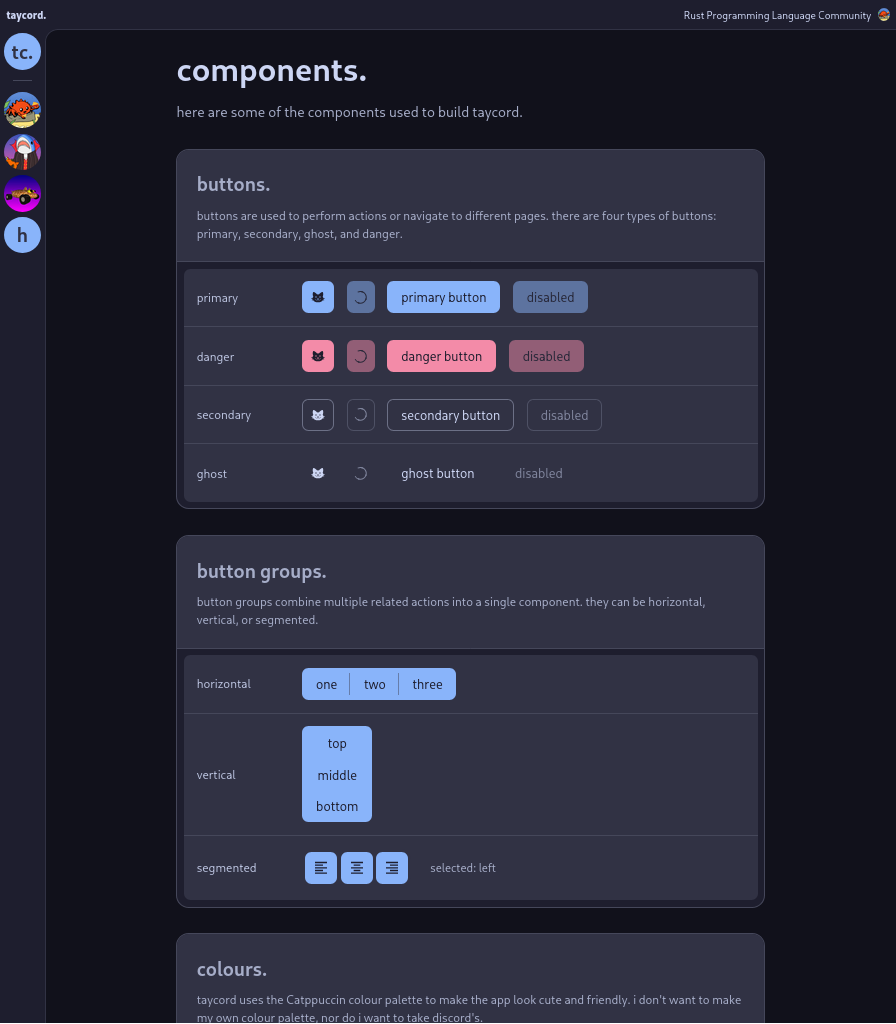 taycord.
Rust Programming Language Community
tc.
h
components.
here are some of the components used to build taycord.
buttons.
buttons are used to perform actions or navigate to different pages. there are four types of buttons:
primary, secondary, ghost, and danger.
primary
primary button
disabled
danger
danger button
disabled
secondary
secondary button
disabled
ghost
ghost button
disabled
button groups.
button groups combine multiple related actions into a single component. they can be horizontal,
vertical, or segmented.
horizontal
one
two
three
vertical
top
middle
bottom
segmented
selected: left
colours.
taycord uses the Catppuccin colour palette to make the app look cute and friendly. i don't want to make
my own colour palette, nor do i want to take discord's.